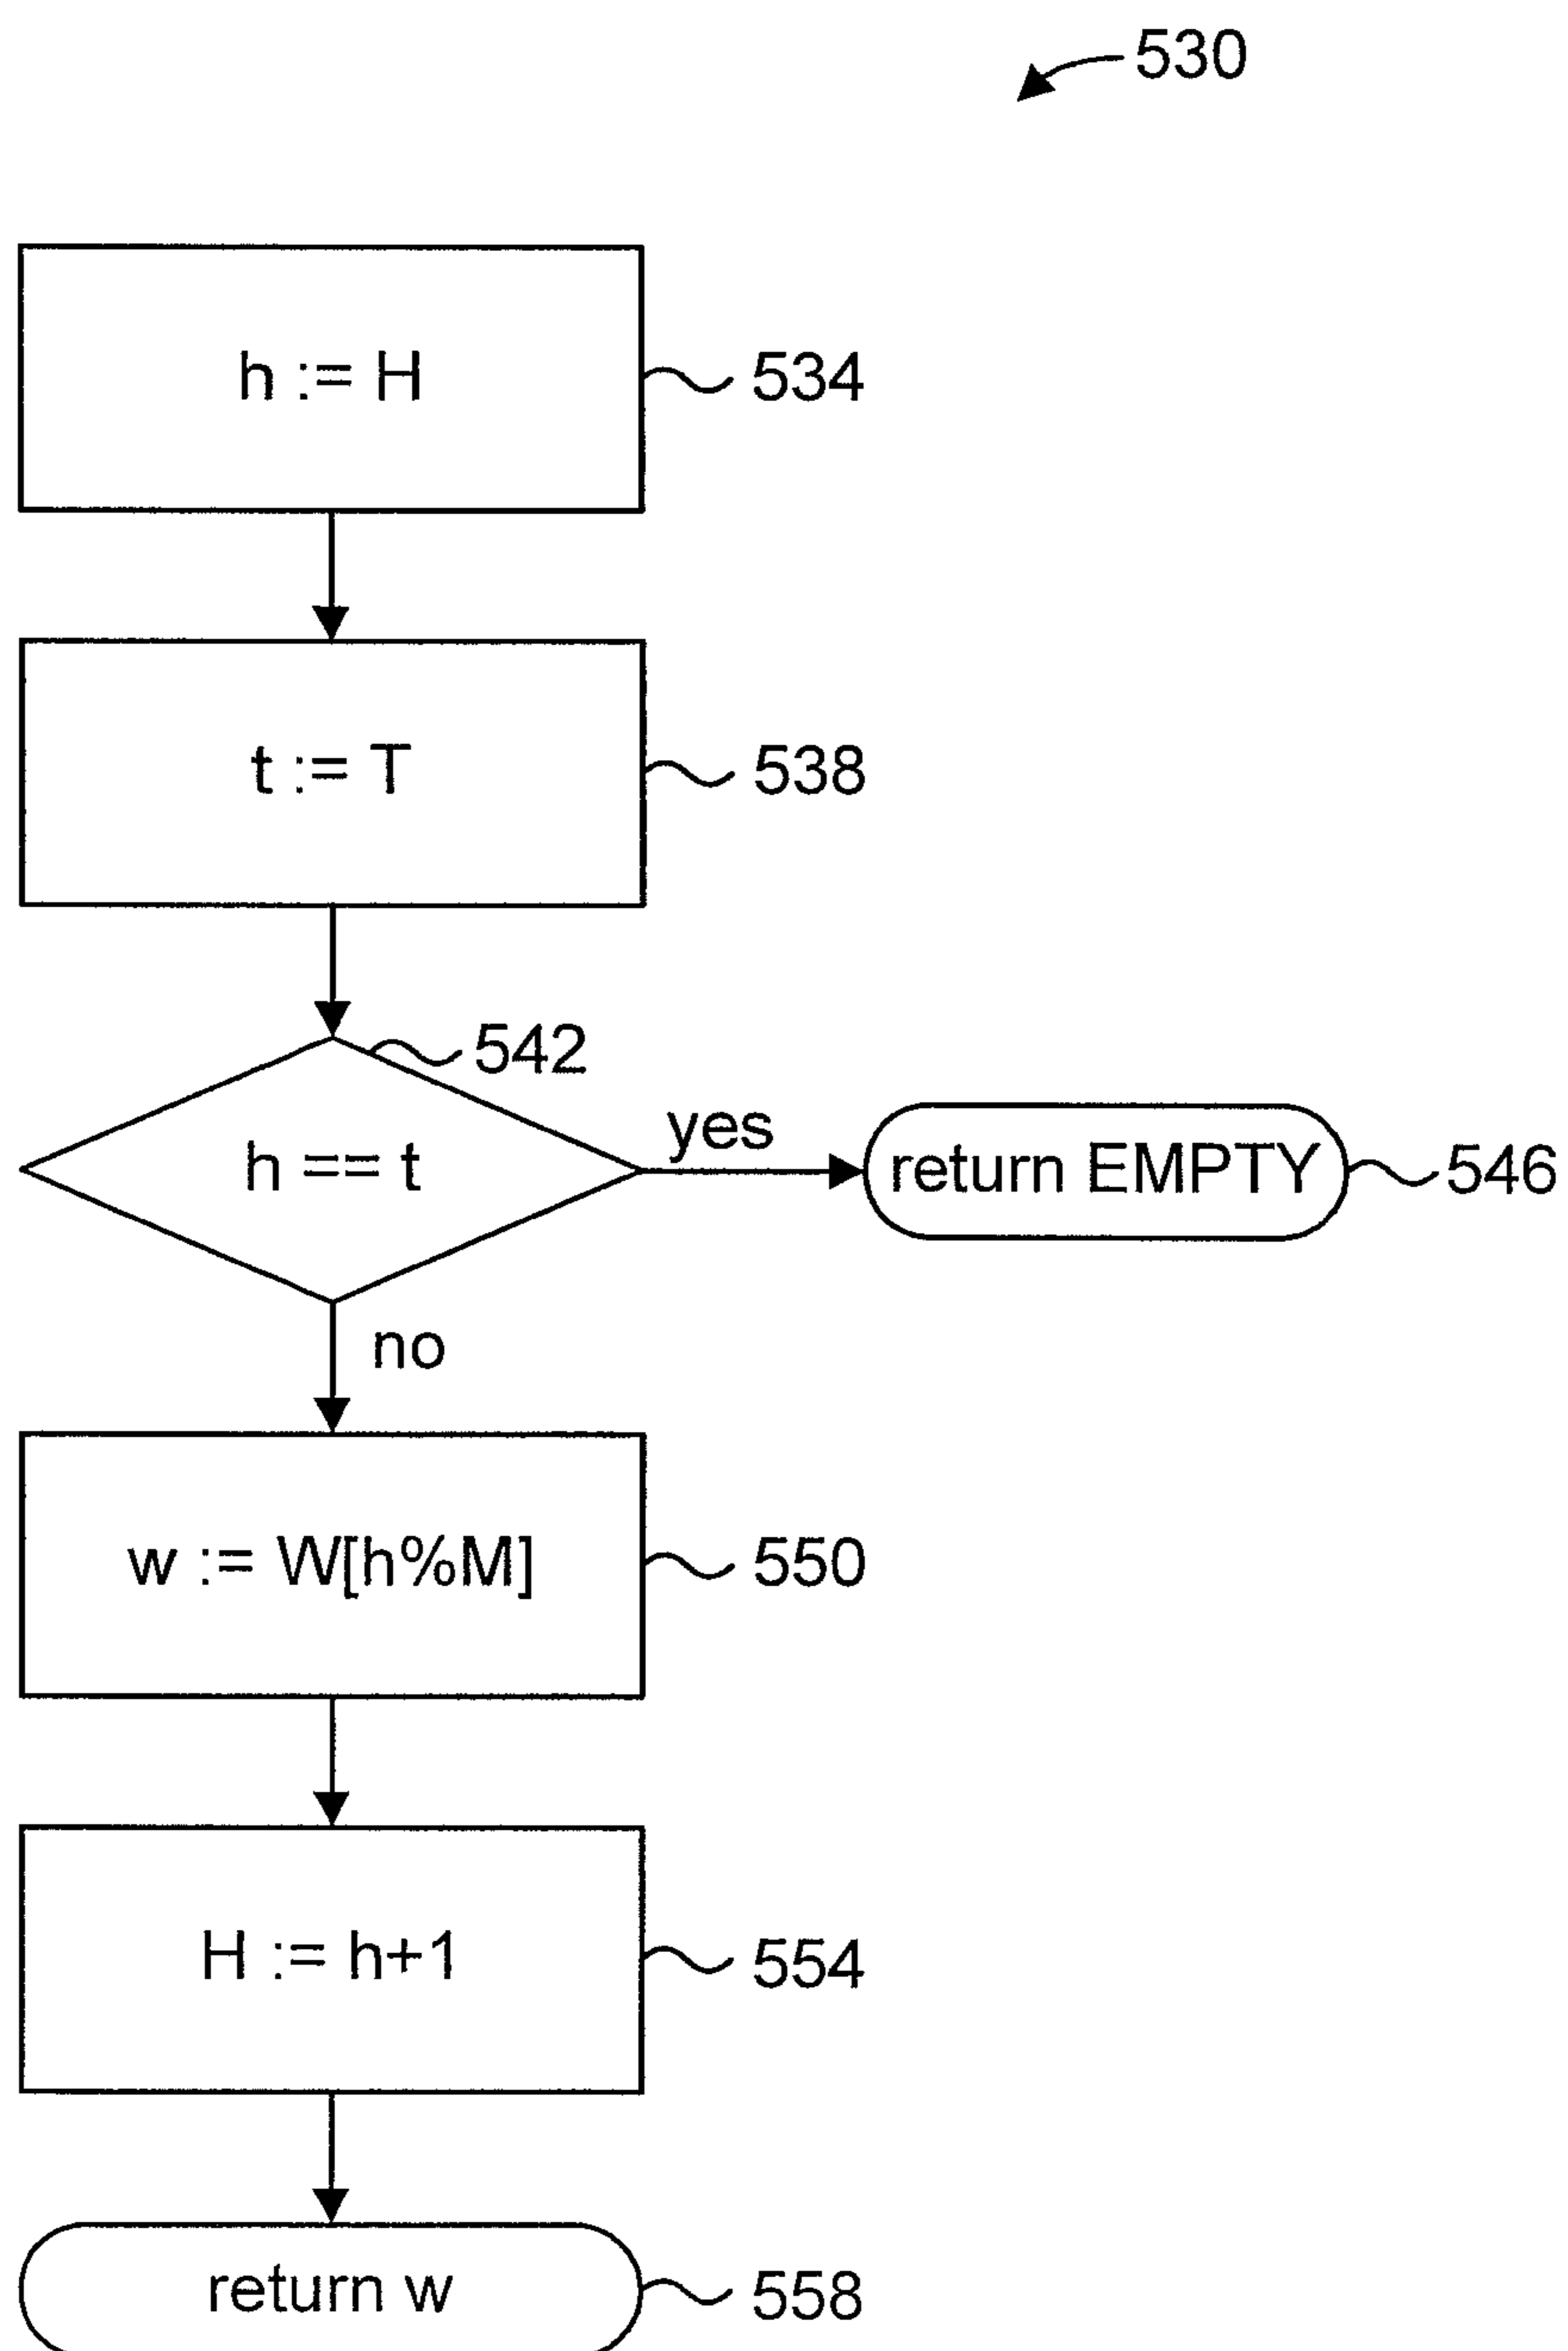 530
h := H
534
t := T
538
542
h == t
yes
return EMPTY
546
no
w := W[h%M]
550
H := h+1
554
return w
558